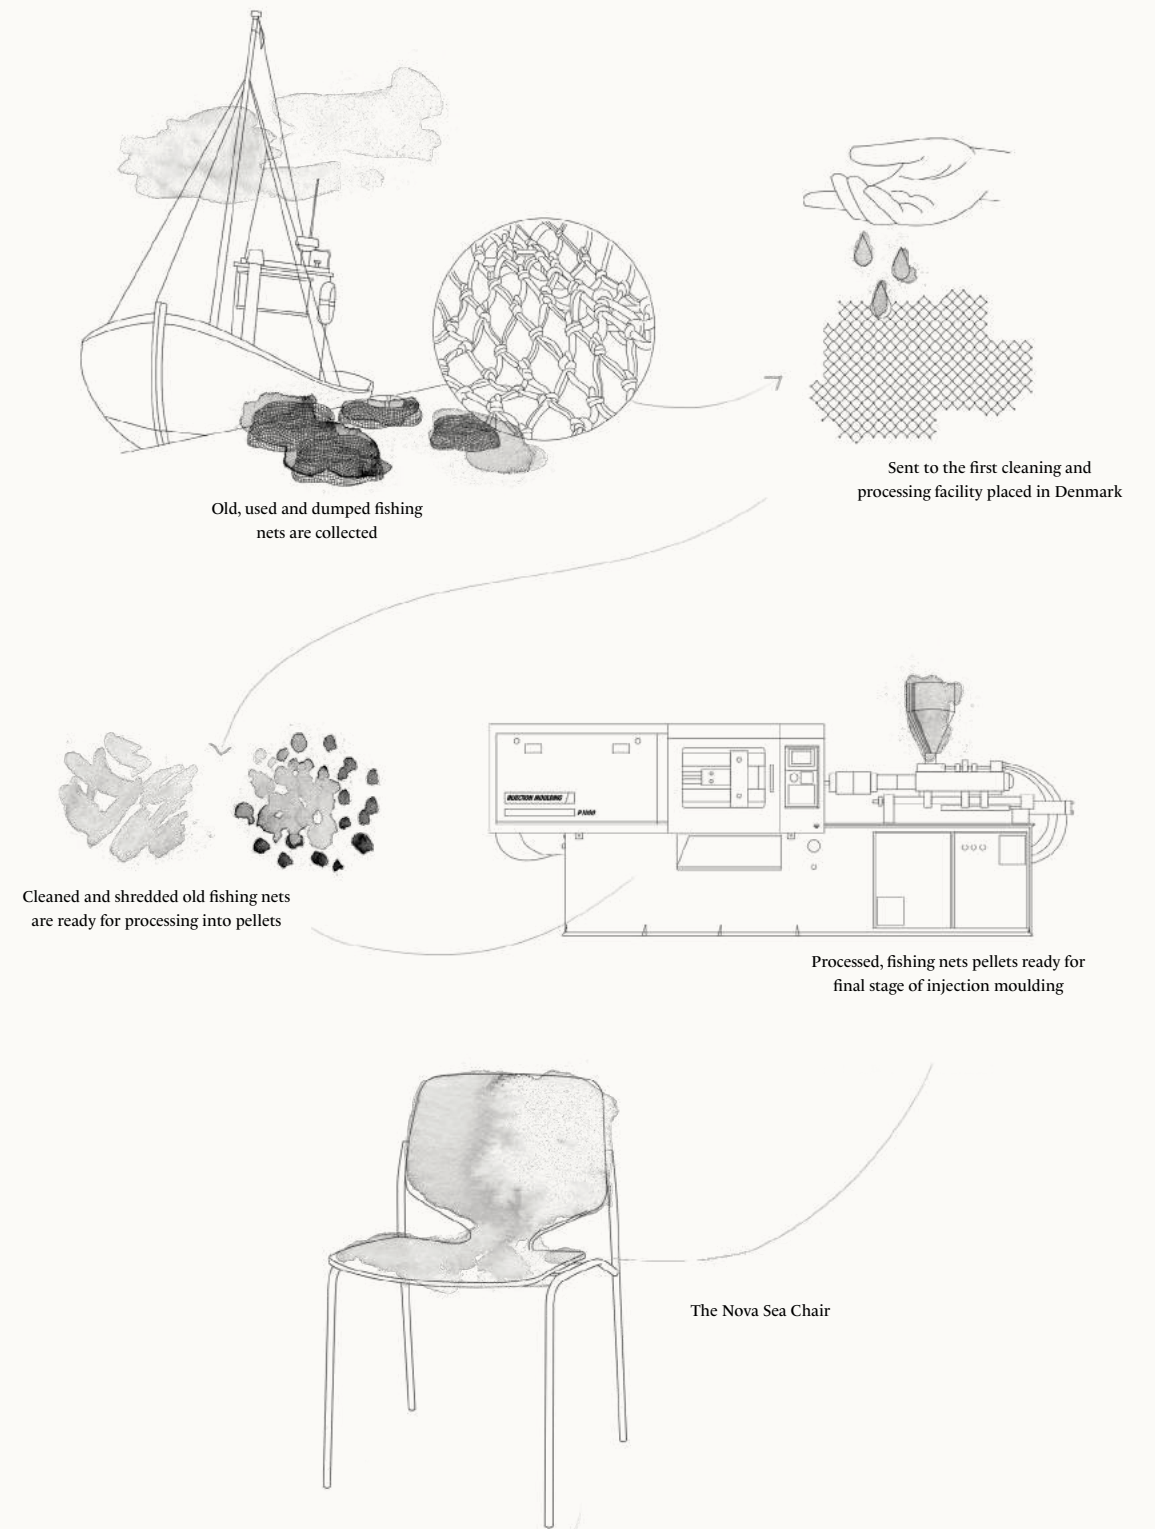 Old, used and dumped fishing
nets are collected
Sent to the first cleaning and
processing facility placed in Denmark
Cleaned and shredded old fishing nets
are ready for processing into pellets
INJECTION MOULDING
Processed, fishing nets pellets ready for
final stage of injection moulding
The Nova Sea Chair